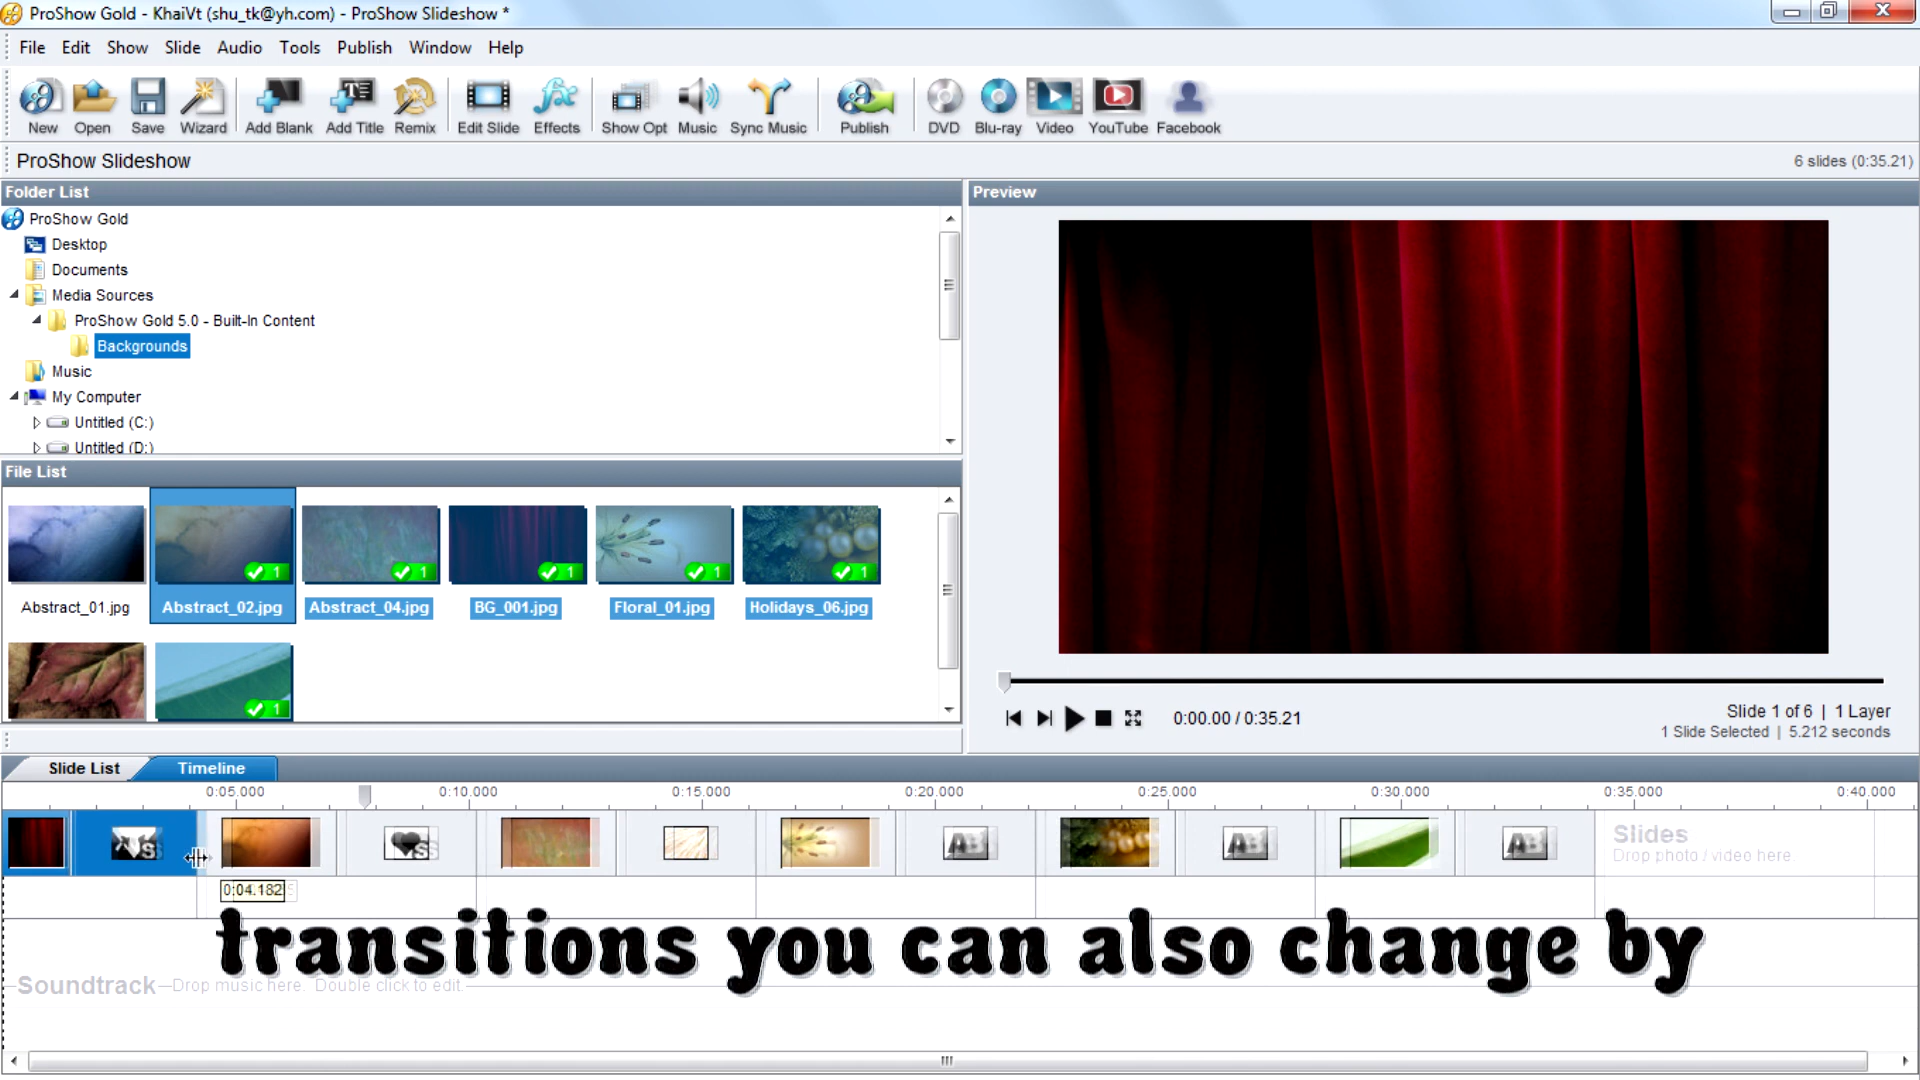 ProShow Gold - KhaiVt (shu_tk@yh.com) - ProShow Slideshow *
File Edit Show Slide Audio Tools Publish Window Help
New Open Save Wizard Add Blank Add Title Remix Edit Slide Effects Show Opt Music Sync Music Publish DVD Blu-ray Video YouTube Facebook
ProShow Slideshow 6 slides (0:35.21)
Folder List
ProShow Gold
Desktop
Documents
Media Sources
ProShow Gold 5.0 - Built-In Content
Backgrounds
Music
My Computer
Untitled (C:)
Untitled (D:)
File List
1 1 1 1 1
Abstract_01.jpg Abstract_02.jpg Abstract_04.jpg BG_001.jpg Floral_01.jpg Holidays_06.jpg
1
Preview
0:00.00 / 0:35.21
Slide 1 of 6 | 1 Layer
1 Slide Selected | 5.212 seconds
Slide List Timeline
0:05.000 0:10.000 0:15.000 0:20.000 0:25.000 0:30.000 0:35.000 0:40.000
Slides
Drop photo / video here.
0:04.182
transitions you can also change by
Soundtrack Drop music here. Double click to edit.